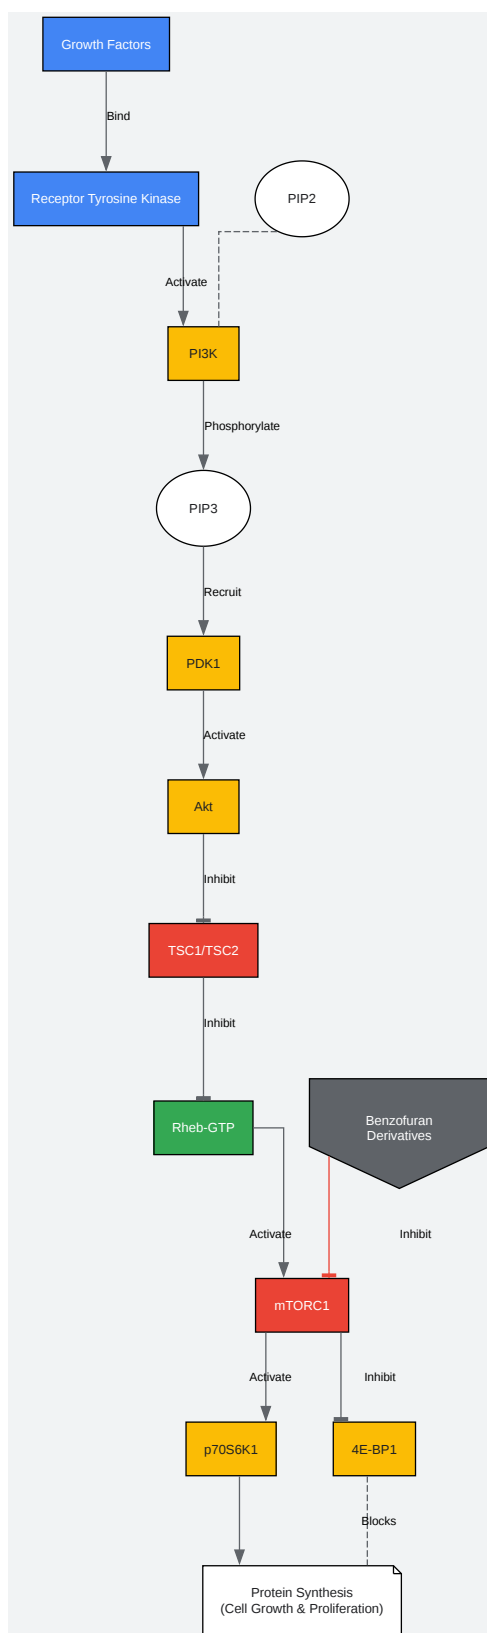 Growth Factors
Bind
Receptor Tyrosine Kinase
PIP2
Activate
PI3K
Phosphorylate
PIP3
Recruit
PDK1
Activate
Akt
Inhibit
TSC1/TSC2
Inhibit
Benzofuran
Derivatives
Rheb-GTP
Activate
Inhibit
mTORC1
Activate
Inhibit
p70S6K1
4E-BP1
Blocks
Protein Synthesis
(Cell Growth & Proliferation)